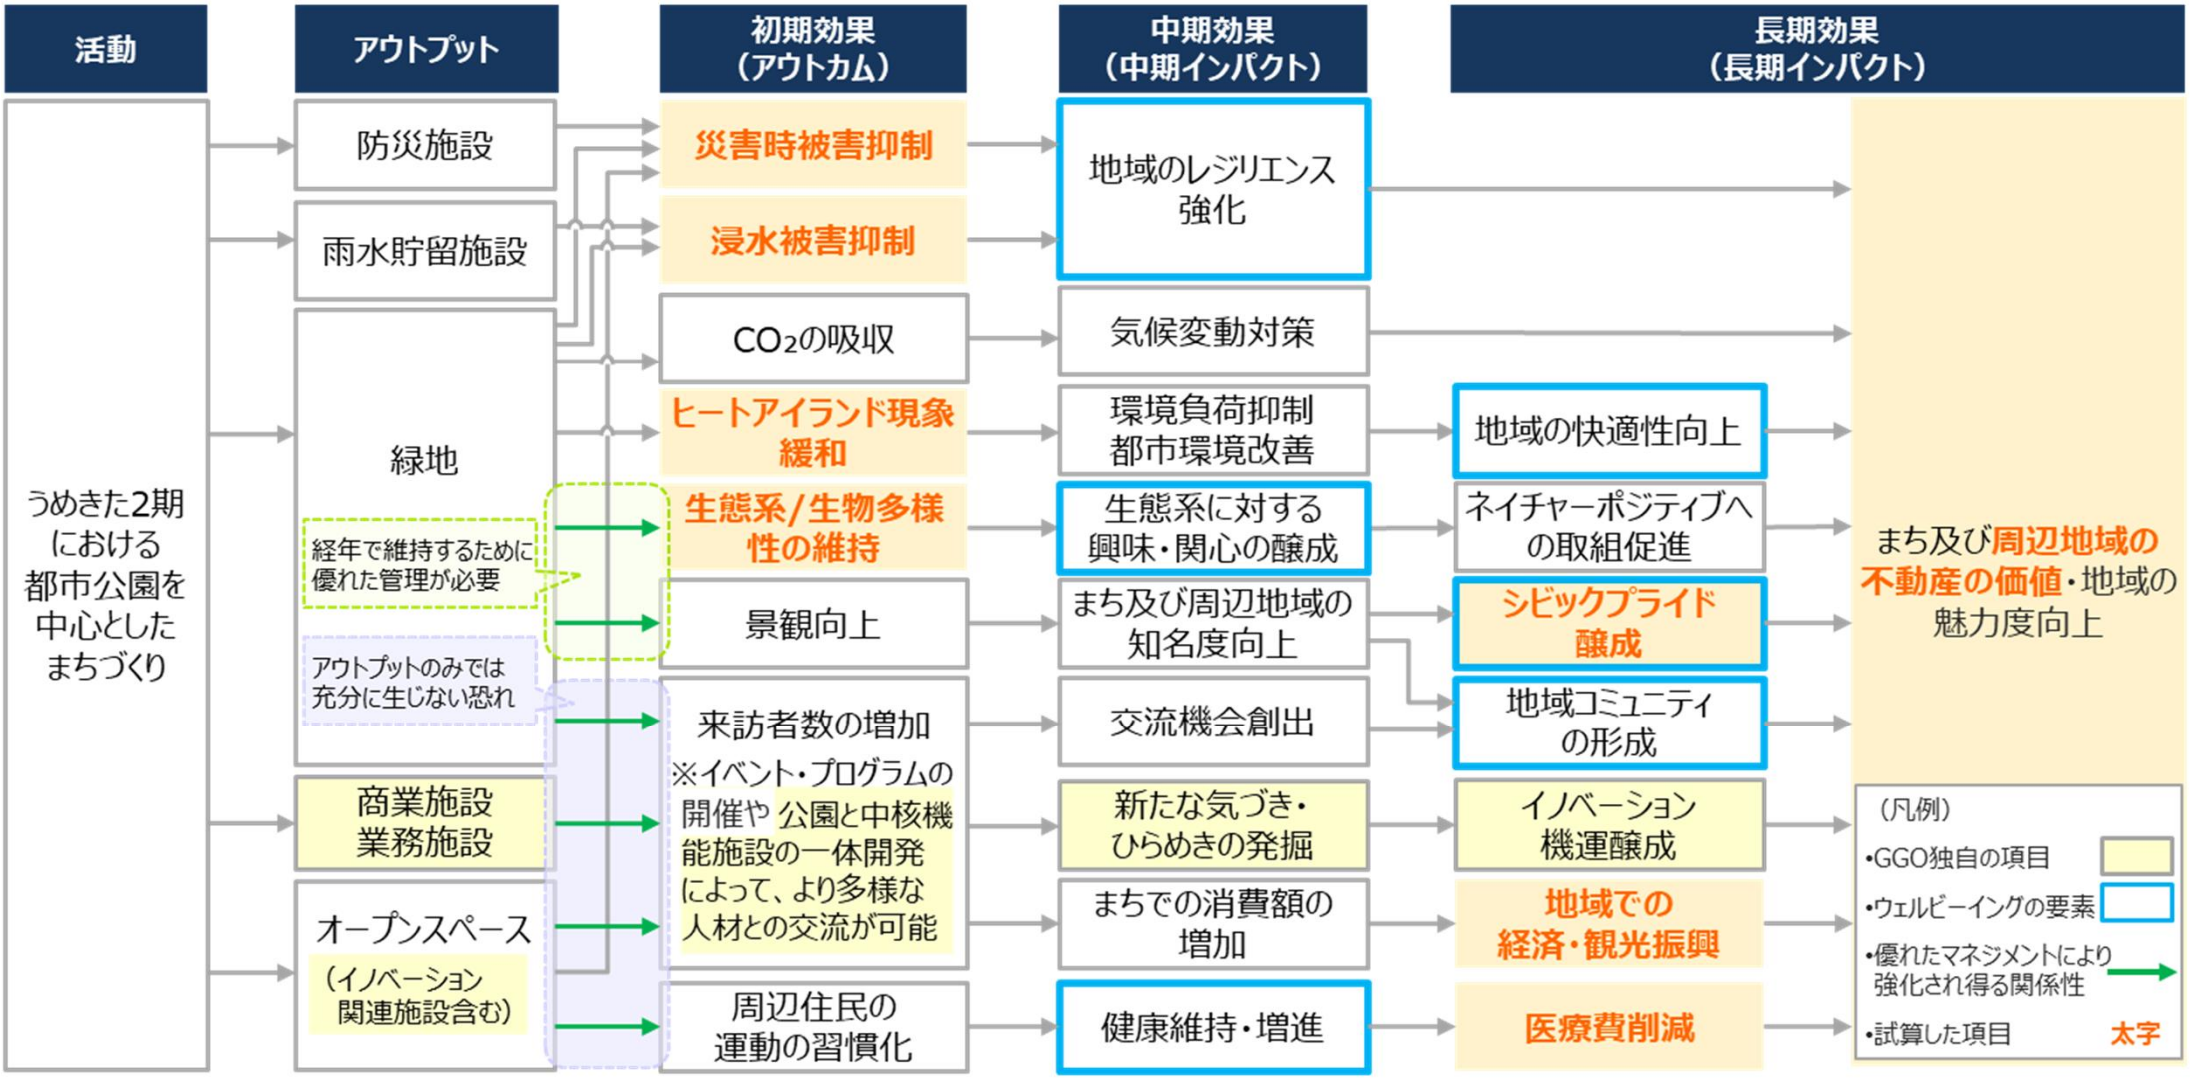 活動
アウトプット
初期効果
（アウトカム）
中期効果
（中期インパクト）
長期効果
（長期インパクト）
うめきた2期
における
都市公園を
中心とした
まちづくり
防災施設
雨水貯留施設
緑地
経年で維持するために
優れた管理が必要
アウトプットのみでは
充分に生じない恐れ
商業施設
業務施設
オープンスペース
（イノベーション
関連施設含む）
災害時被害抑制
浸水被害抑制
CO₂の吸収
ヒートアイランド現象
緩和
生態系/生物多様
性の維持
景観向上
来訪者数の増加
※イベント・プログラムの
開催や公園と中核機
能施設の一体開発
によって、より多様な
人材との交流が可能
周辺住民の
運動の習慣化
地域のレジリエンス
強化
気候変動対策
環境負荷抑制
都市環境改善
生態系に対する
興味・関心の醸成
まち及び周辺地域の
知名度向上
交流機会創出
新たな気づき・
ひらめきの発掘
まちでの消費額の
増加
健康維持・増進
地域の快適性向上
ネイチャーポジティブへ
の取組促進
シビックプライド
醸成
地域コミュニティ
の形成
イノベーション
機運醸成
地域での
経済・観光振興
医療費削減
まち及び周辺地域の
不動産の価値・地域の
魅力度向上
（凡例）
・GGO独自の項目
・ウェルビーイングの要素
・優れたマネジメントにより
強化され得る関係性
・試算した項目 太字